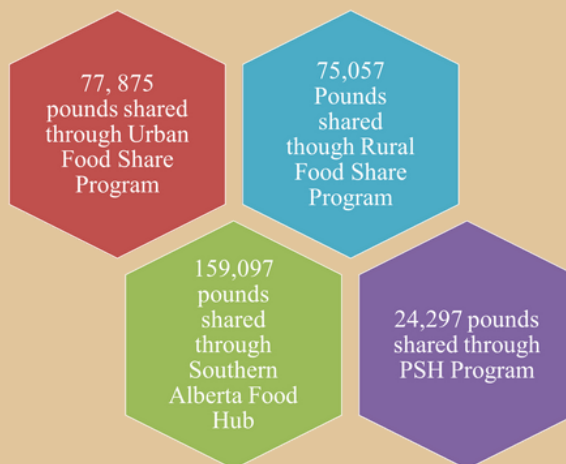 77, 875
pounds shared
through Urban
Food Share
Program
75,057
Pounds
shared
though Rural
Food Share
Program
159,097
pounds
shared
through
Southern
Alberta Food
Hub
24,297 pounds
shared through
PSH Program